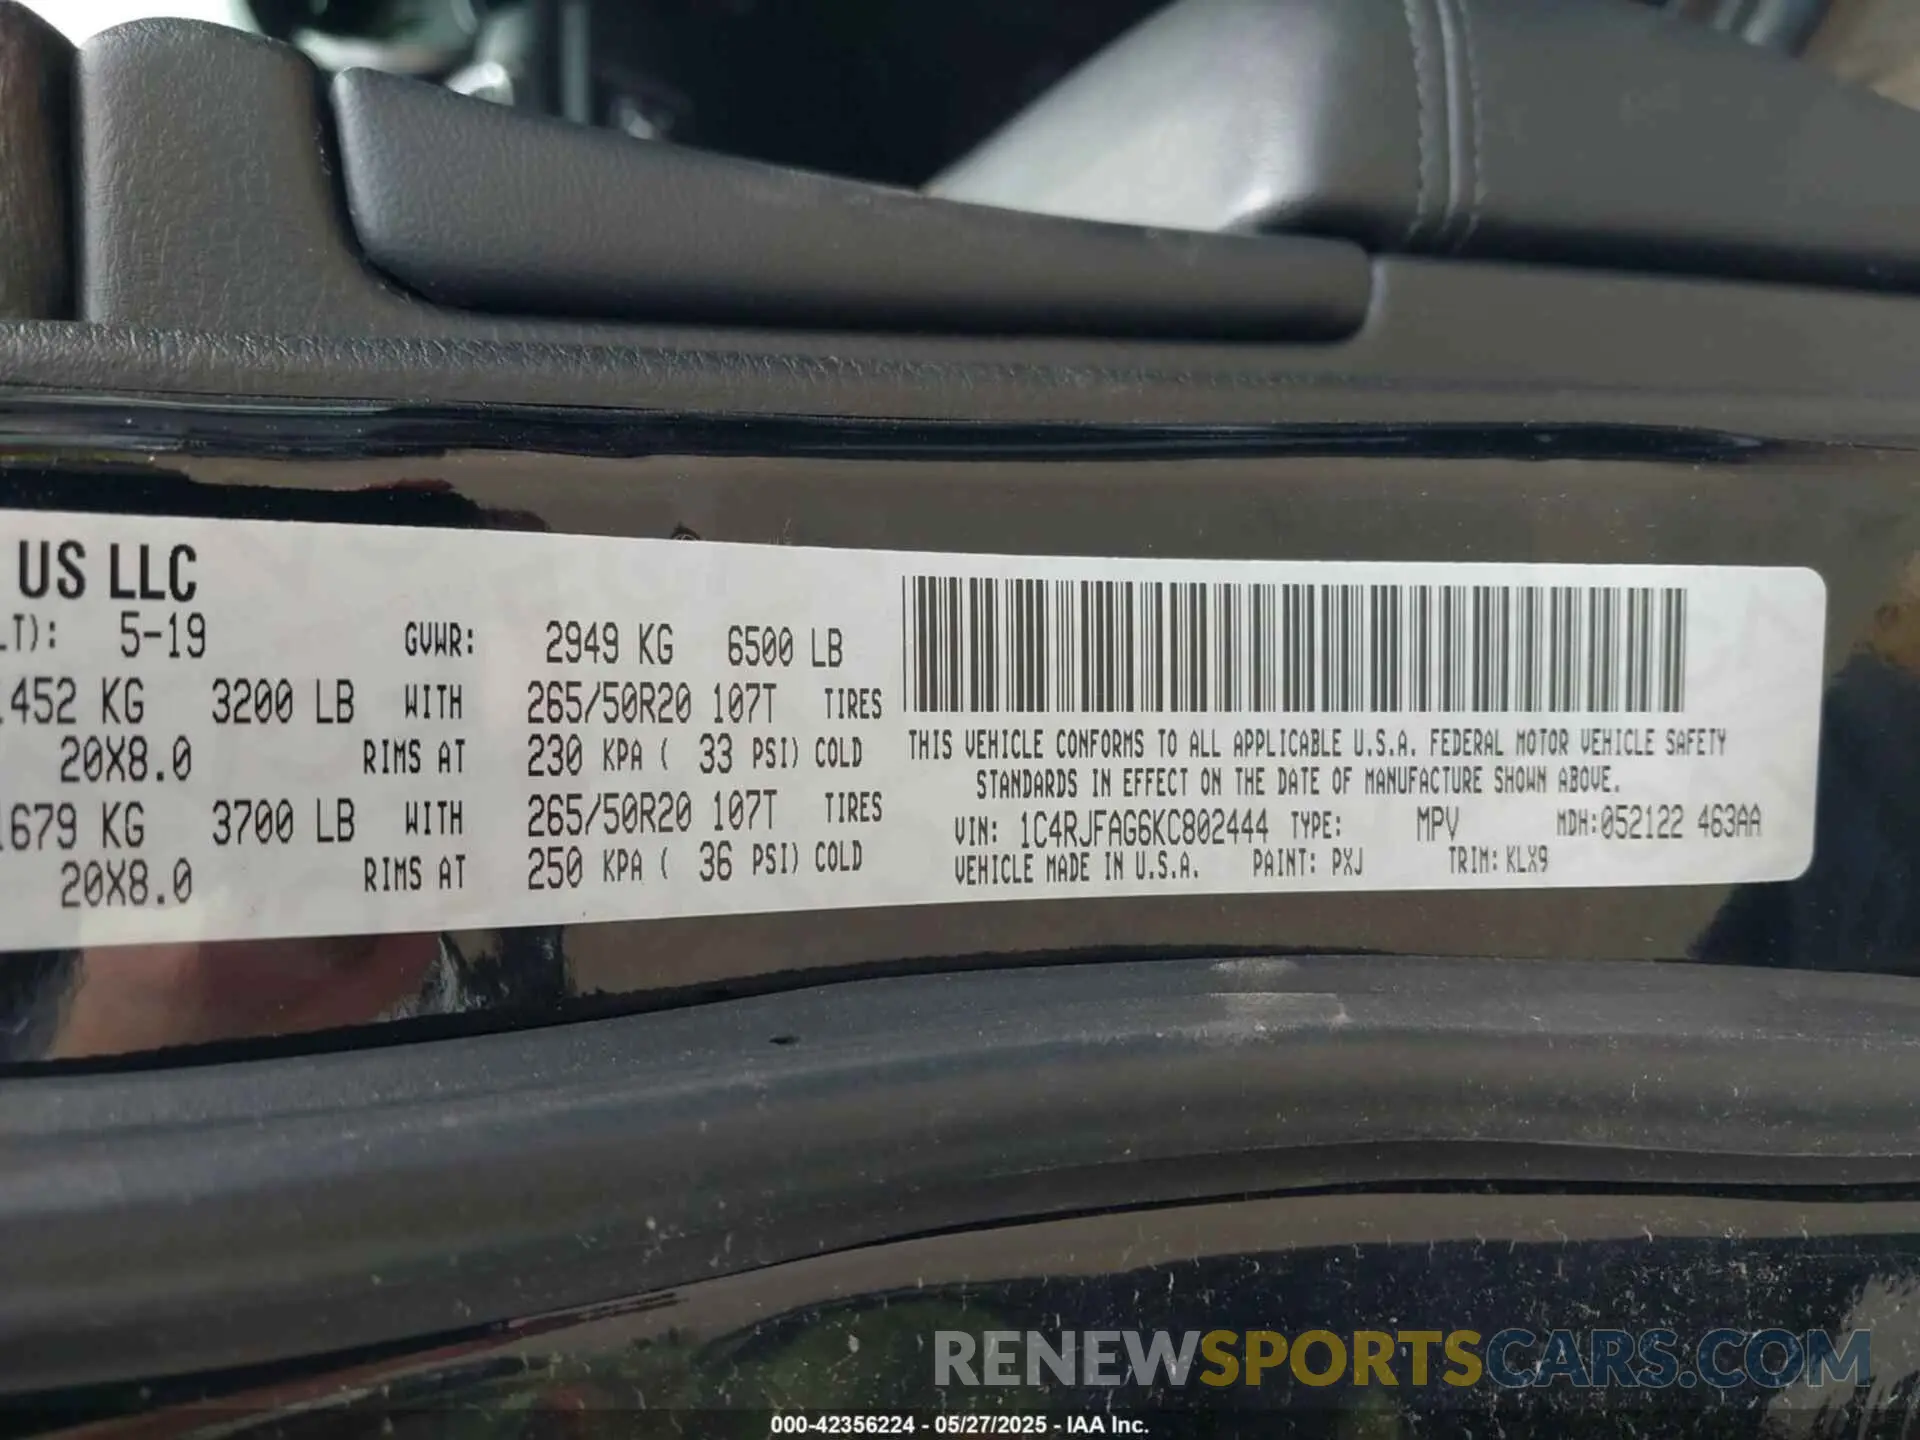 US LLC
LT): 5-19 GVWR: 2949 KG 6500 LB
1452 KG 3200 LB WITH 265/50R20 107T TIRES
20X8.0 RIMS AT 230 KPA ( 33 PSI) COLD
1679 KG 3700 LB WITH 265/50R20 107T TIRES
20X8.0 RIMS AT 250 KPA ( 36 PSI) COLD
THIS VEHICLE CONFORMS TO ALL APPLICABLE U.S.A. FEDERAL MOTOR VEHICLE SAFETY
STANDARDS IN EFFECT ON THE DATE OF MANUFACTURE SHOWN ABOVE.
VIN: 1C4RJFAG6KC802444 TYPE: MPV MDH:052122 463AA
VEHICLE MADE IN U.S.A. PAINT: PXJ TRIM: KLX9
RENEWSPORTSCARS.COM
000-42356224 - 05/27/2025 - IAA Inc.